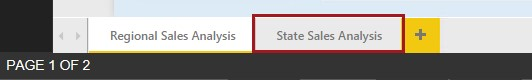 Regional Sales Analysis State Sales Analysis +
PAGE 1 OF 2